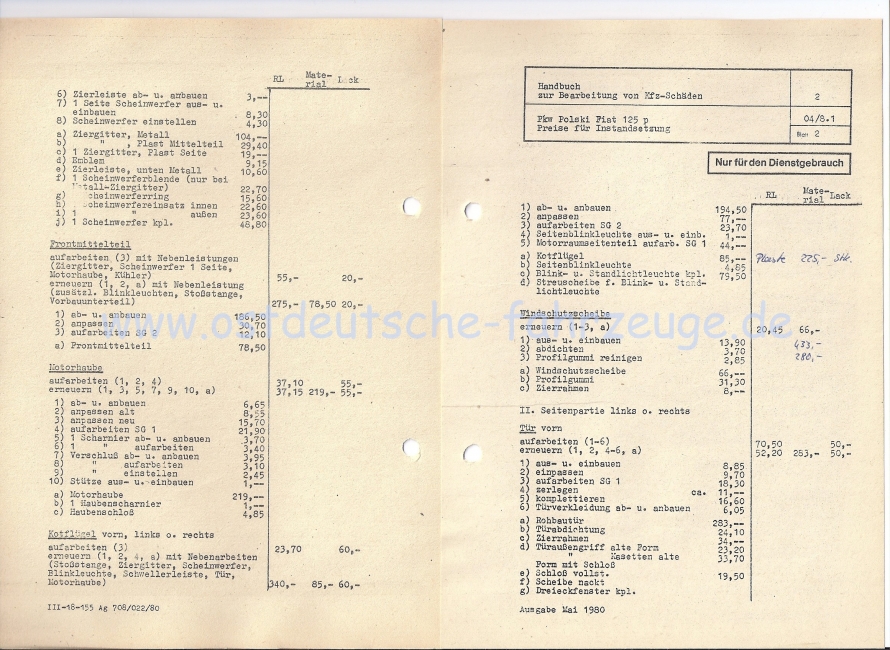 RL Mate- Lack
rial
6) Zierleiste ab- u. anbauen 3,--
7) 1 Seite Scheinwerfer aus- u.
einbauen 8,30
8) Scheinwerfer einstellen 4,30
a) Ziergitter, Metall 104,--
b) " , Plast Mittelteil 29,40
c) 1 Ziergitter, Plast Seite 19,--
d) Emblem 9,15
e) Zierleiste, unten Metall 10,60
f) 1 Scheinwerferblende (nur bei
Metall-Ziergitter) 22,70
g) Scheinwerferring 15,60
h) Scheinwerfereinsatz innen 22,60
i) 1 " außen 23,60
j) 1 Scheinwerfer kpl. 48,80
Frontmittelteil
aufarbeiten (3) mit Nebenleistungen
(Ziergitter, Scheinwerfer 1 Seite,
Motorhaube, Kühler) 55,- 20,-
erneuern (1, 2, a) mit Nebenleistung
(zusätzl. Blinkleuchten, Stoßstange,
Vorbauunterteil) 275,- 78,50 20,-
1) ab- u. anbauen 186,50
2) anpassen 30,70
3) aufarbeiten SG 2 12,10
a) Frontmittelteil 78,50
Motorhaube
aufarbeiten (1, 2, 4) 37,10 55,-
erneuern (1, 3, 5, 7, 9, 10, a) 37,15 219,- 55,-
1) ab- u. anbauen 6,65
2) anpassen alt 8,55
3) anpassen neu 15,70
4) aufarbeiten SG 1 21,90
5) 1 Scharnier ab- u. anbauen 3,70
6) 1 " aufarbeiten 3,40
7) Verschluß ab- u. anbauen 3,95
8) " aufarbeiten 3,10
9) " einstellen 2,45
10) Stütze aus- u. einbauen 1,--
a) Motorhaube 219,--
b) 1 Haubenscharnier 1,--
c) Haubenschloß 4,85
Kotflügel vorn, links o. rechts
aufarbeiten (3) 23,70 60,-
erneuern (1, 2, 4, a) mit Nebenarbeiten
(Stoßstange, Ziergitter, Scheinwerfer,
Blinkleuchte, Schwellerleiste, Tür,
Motorhaube) 340,- 85,- 60,-
III-18-155 Ag 708/022/80
Handbuch
zur Bearbeitung von Kfz-Schäden 2
Pkw Polski Fiat 125 p 04/8.1
Preise für Instandsetzung Blatt 2
Nur für den Dienstgebrauch
RL Mate- Lack
rial
1) ab- u. anbauen 194,50
2) anpassen 77,--
3) aufarbeiten SG 2 23,70
4) Seitenblinkleuchte aus- u. einb. 1,--
5) Motorraumseitenteil aufarb. SG 1 44,--
a) Kotflügel 85,-- 225,- Stk.
b) Seitenblinkleuchte 4,85
c) Blink- u. Standlichtleuchte kpl. 79,50
d) Streuscheibe f. Blink- u. Stand-
lichtleuchte
Windschutzscheibe
erneuern (1-3, a) 20,45 66,-
1) aus- u. einbauen 13,90 433,-
2) abdichten 3,70
3) Profilgummi reinigen 2,85 280,-
a) Windschutzscheibe 66,--
b) Profilgummi 31,30
c) Zierrahmen 8,--
II. Seitenpartie links o. rechts
Tür vorn
aufarbeiten (1-6) 70,50 50,-
erneuern (1, 2, 4-6, a) 52,20 283,- 50,-
1) aus- u. einbauen 8,85
2) einpassen 9,70
3) aufarbeiten SG 1 18,30
4) zerlegen ca. 11,--
5) komplettieren 16,60
6) Türverkleidung ab- u. anbauen 6,05
a) Rohbautür 283,--
b) Türabdichtung 24,10
c) Zierrahmen 34,--
d) Türaußengriff alte Form 23,20
" Kasetten alte 33,70
Form mit Schloß
e) Schloß vollst. 19,50
f) Scheibe nackt
g) Dreieckfenster kpl.
Ausgabe Mai 1980
www.ostdeutsche-fahrzeuge.de